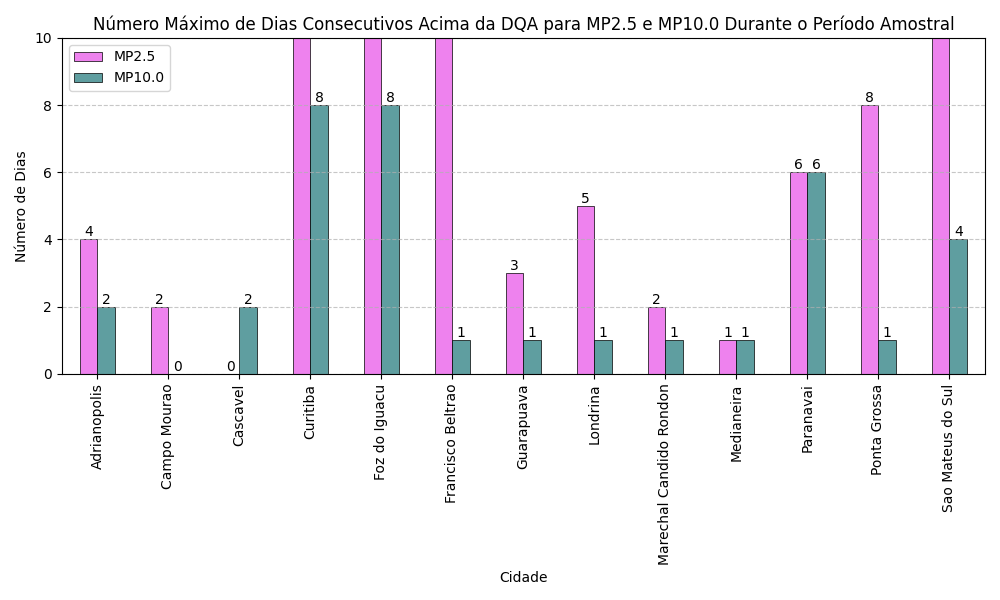 Número Máximo de Dias Consecutivos Acima da DQA para MP2.5 e MP10.0 Durante o Período Amostral
MP2.5
MP10.0
Número de Dias
10
8
6
4
2
0
4 2
2 0
0 2
8
8
1
3 1
5 1
2 1
1 1
6 6
8 1
4
Adrianopolis
Campo Mourao
Cascavel
Curitiba
Foz do Iguacu
Francisco Beltrao
Guarapuava
Londrina
Marechal Candido Rondon
Medianeira
Paranavai
Ponta Grossa
Sao Mateus do Sul
Cidade